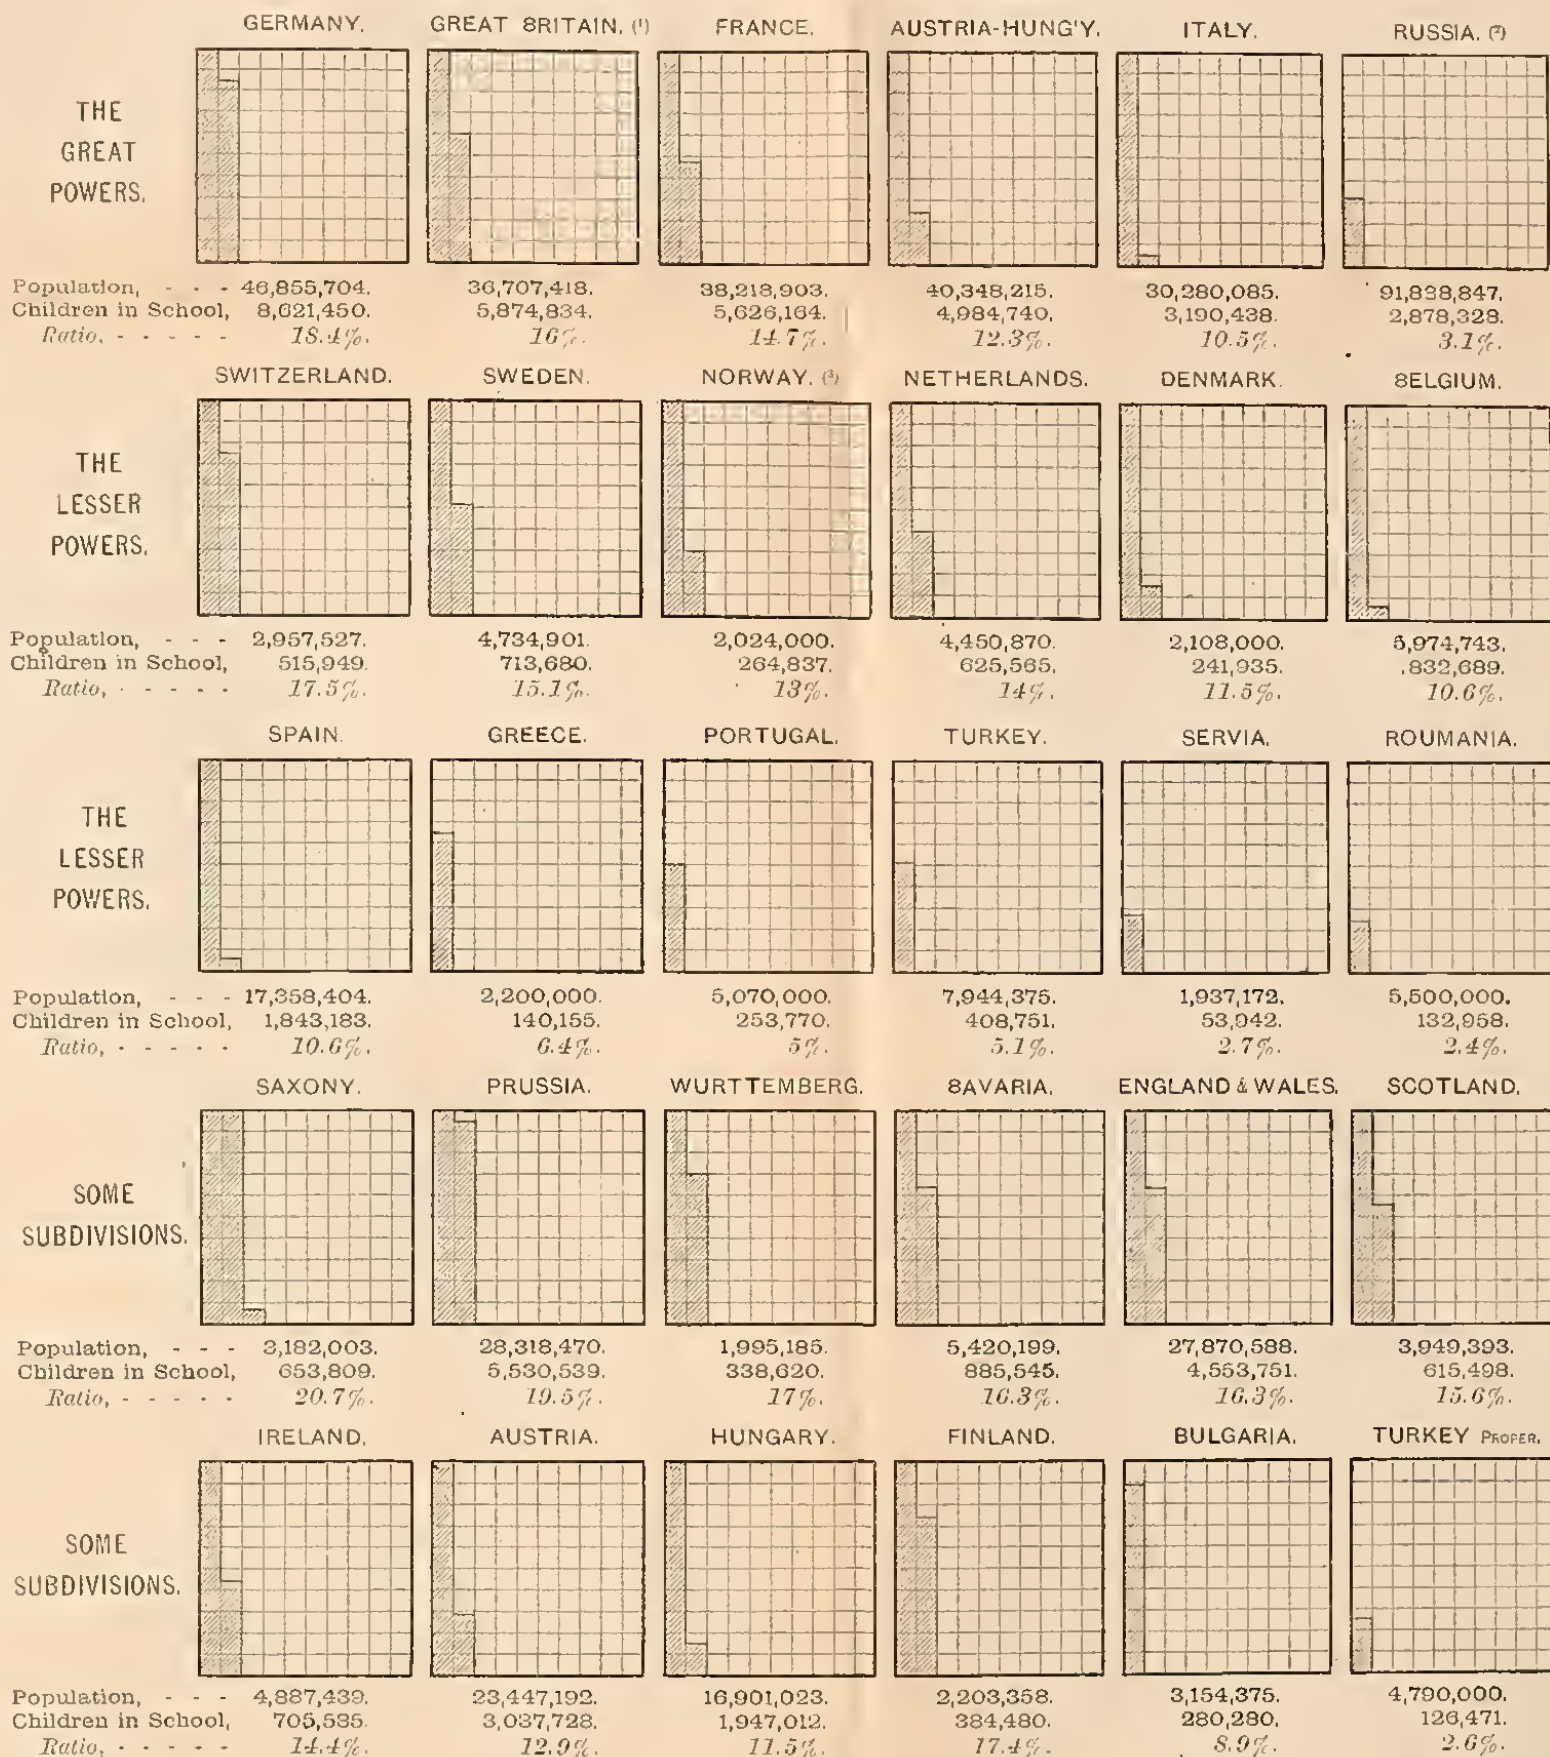 GERMANY. GREAT BRITAIN. (1) FRANCE. AUSTRIA-HUNG'Y. ITALY. RUSSIA. (2)
THE
GREAT
POWERS.
Population, - - - 46,855,704. 36,707,418. 38,218,903. 40,348,215. 30,280,085. 91,838,847.
Children in School, 8,621,450. 5,874,834. 5,626,164. 4,984,740. 3,190,438. 2,878,328.
Ratio, - - - - - 18.4%. 16%. 14.7%. 12.3%. 10.5%. 3.1%.
SWITZERLAND. SWEDEN. NORWAY. (3) NETHERLANDS. DENMARK. BELGIUM.
THE
LESSER
POWERS.
Population, - - - 2,957,527. 4,734,901. 2,024,000. 4,450,870. 2,108,000. 5,974,743.
Children in School, 515,949. 713,680. 264,837. 625,565. 241,935. .832,689.
Ratio, - - - - - 17.5%. 15.1%. 13%. 14%. 11.5%. 10.6%.
SPAIN. GREECE. PORTUGAL. TURKEY. SERVIA. ROUMANIA.
THE
LESSER
POWERS.
Population, - - - 17,358,404. 2,200,000. 5,070,000. 7,944,375. 1,937,172. 5,500,000.
Children in School, 1,843,183. 140,155. 253,770. 408,751. 53,942. 132,958.
Ratio, - - - - - 10.6%. 6.4%. 5%. 5.1%. 2.7%. 2.4%.
SAXONY. PRUSSIA. WURTTEMBERG. BAVARIA. ENGLAND & WALES. SCOTLAND.
SOME
SUBDIVISIONS.
Population, - - - 3,182,003. 28,318,470. 1,995,185. 5,420,199. 27,870,588. 3,949,393.
Children in School, 653,809. 5,530,539. 338,620. 885,545. 4,553,751. 615,498.
Ratio, - - - - - 20.7%. 19.5%. 17%. 16.3%. 16.3%. 15.6%.
IRELAND. AUSTRIA. HUNGARY. FINLAND. BULGARIA. TURKEY PROPER.
SOME
SUBDIVISIONS.
Population, - - - 4,887,439. 23,447,192. 16,901,023. 2,203,358. 3,154,375. 4,790,000.
Children in School, 705,535. 3,037,728. 1,947,012. 384,480. 280,280. 126,471.
Ratio, - - - - - 14.4%. 12.9%. 11.5%. 17.4%. 8.9%. 2.6%.